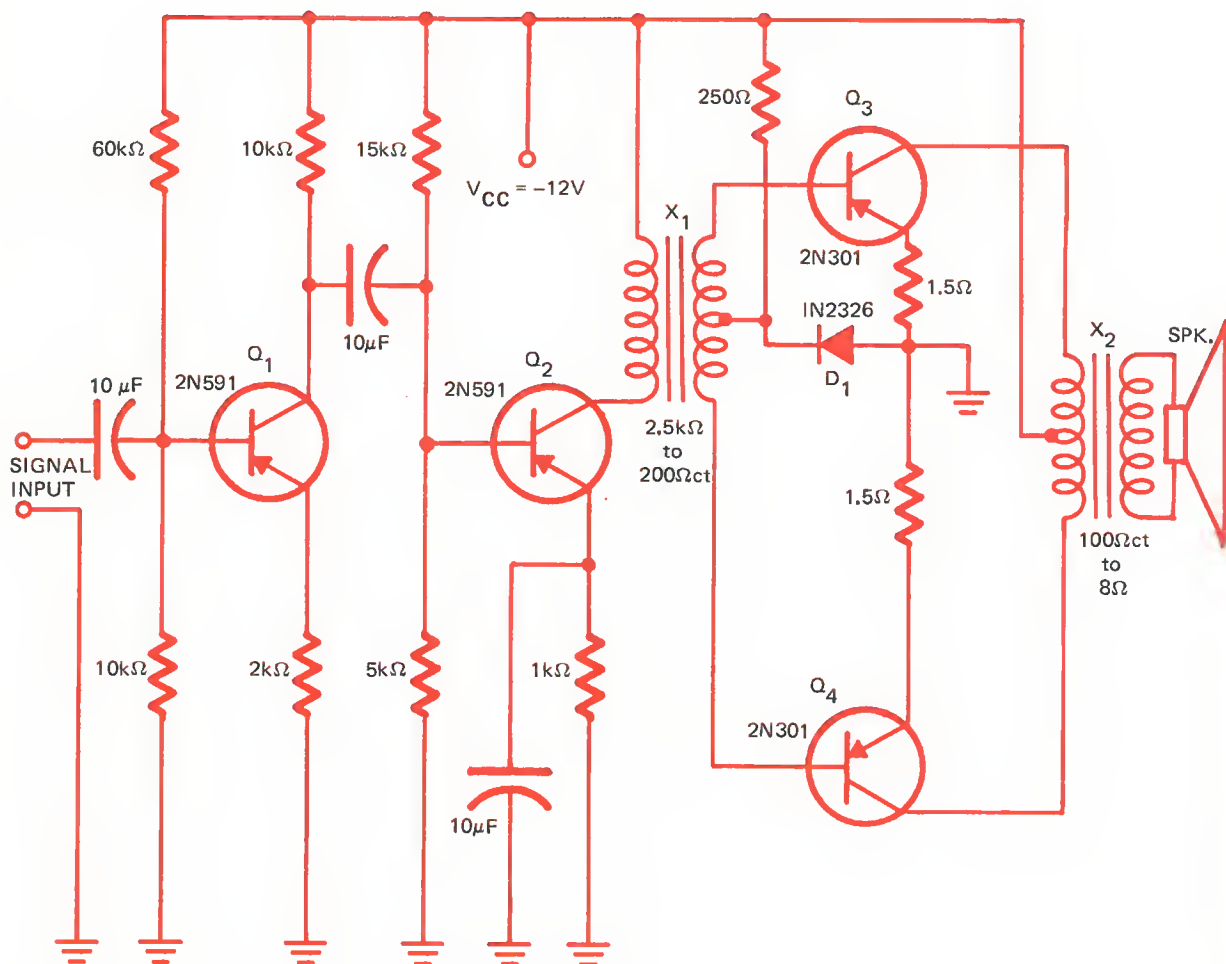 60kΩ
10kΩ
15kΩ
V_CC = -12V
250Ω
Q3
X1
2N301
1.5Ω
IN2326
D1
X2
SPK.
10μF
Q1
2N591
10 μF
Q2
2N591
SIGNAL
INPUT
2.5kΩ
to
200Ωct
1.5Ω
100Ωct
to
8Ω
10kΩ
2kΩ
5kΩ
1kΩ
Q4
2N301
10μF